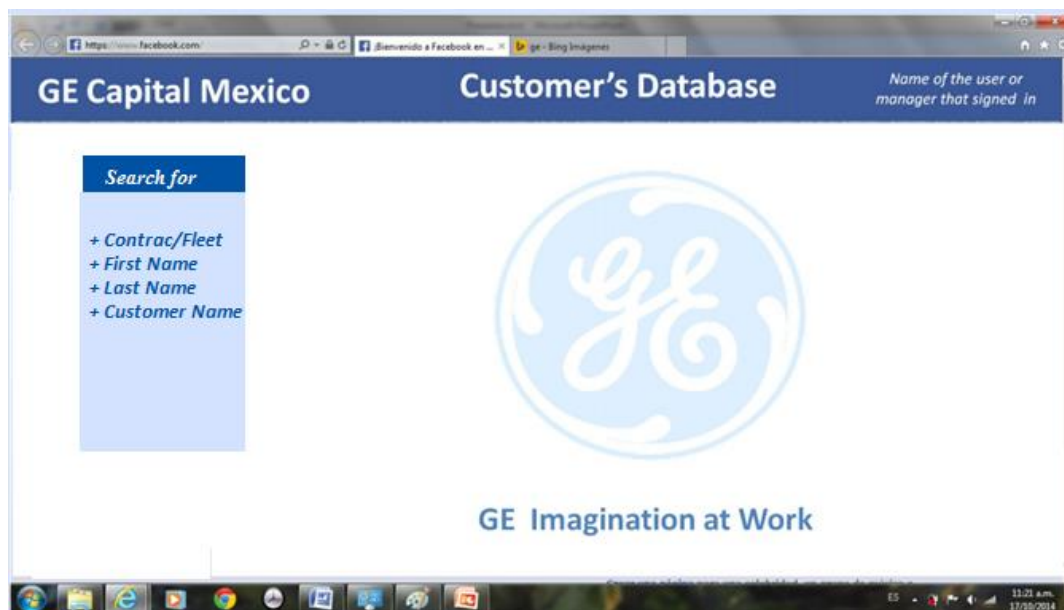 https://www.facebook.com/
¡Bienvenido a Facebook en ...
ge - Bing Imágenes
GE Capital Mexico
Customer's Database
Name of the user or
manager that signed in
Search for
+ Contrac/Fleet
+ First Name
+ Last Name
+ Customer Name
GE
GE Imagination at Work
ES
11:21 a.m.